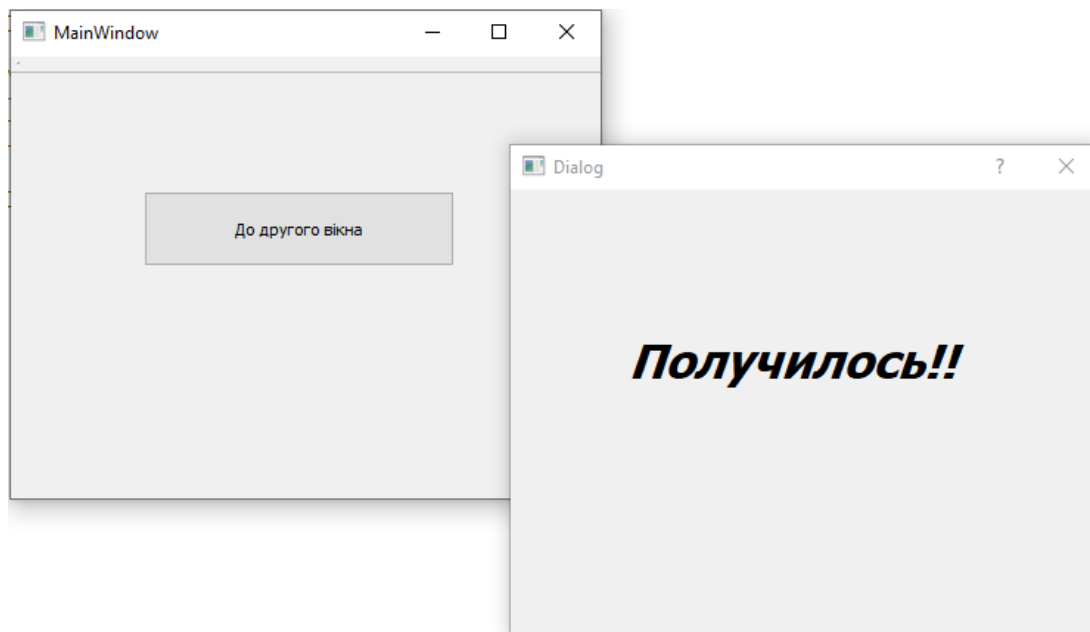 MainWindow
До другого вікна
Dialog
?
Получилось!!